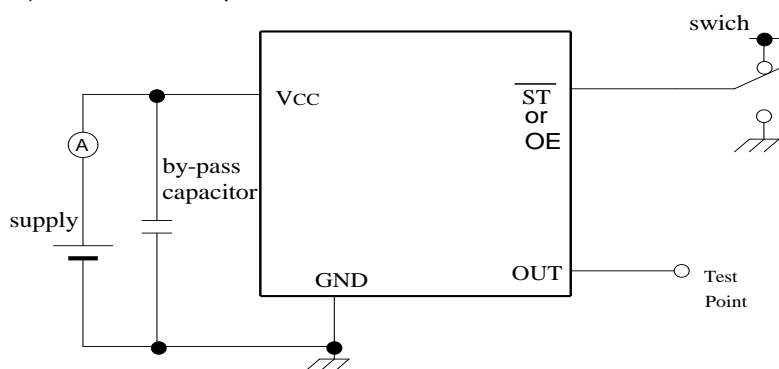 swich
VCC
ST
or
OE
A
by-pass
capacitor
supply
GND
OUT
Test
Point